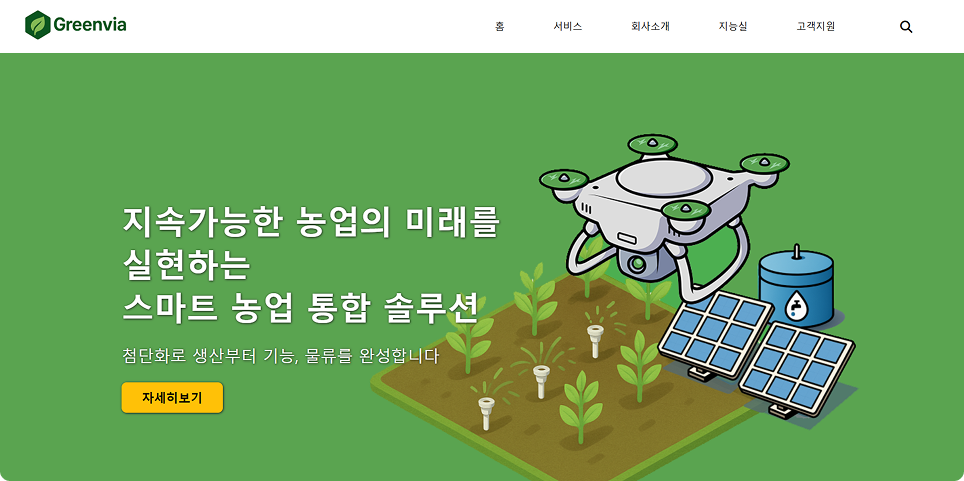 Greenvia
홈 서비스 회사소개 지능실 고객지원
지속가능한 농업의 미래를
실현하는
스마트 농업 통합 솔루션
첨단화로 생산부터 기능, 물류를 완성합니다
자세히보기